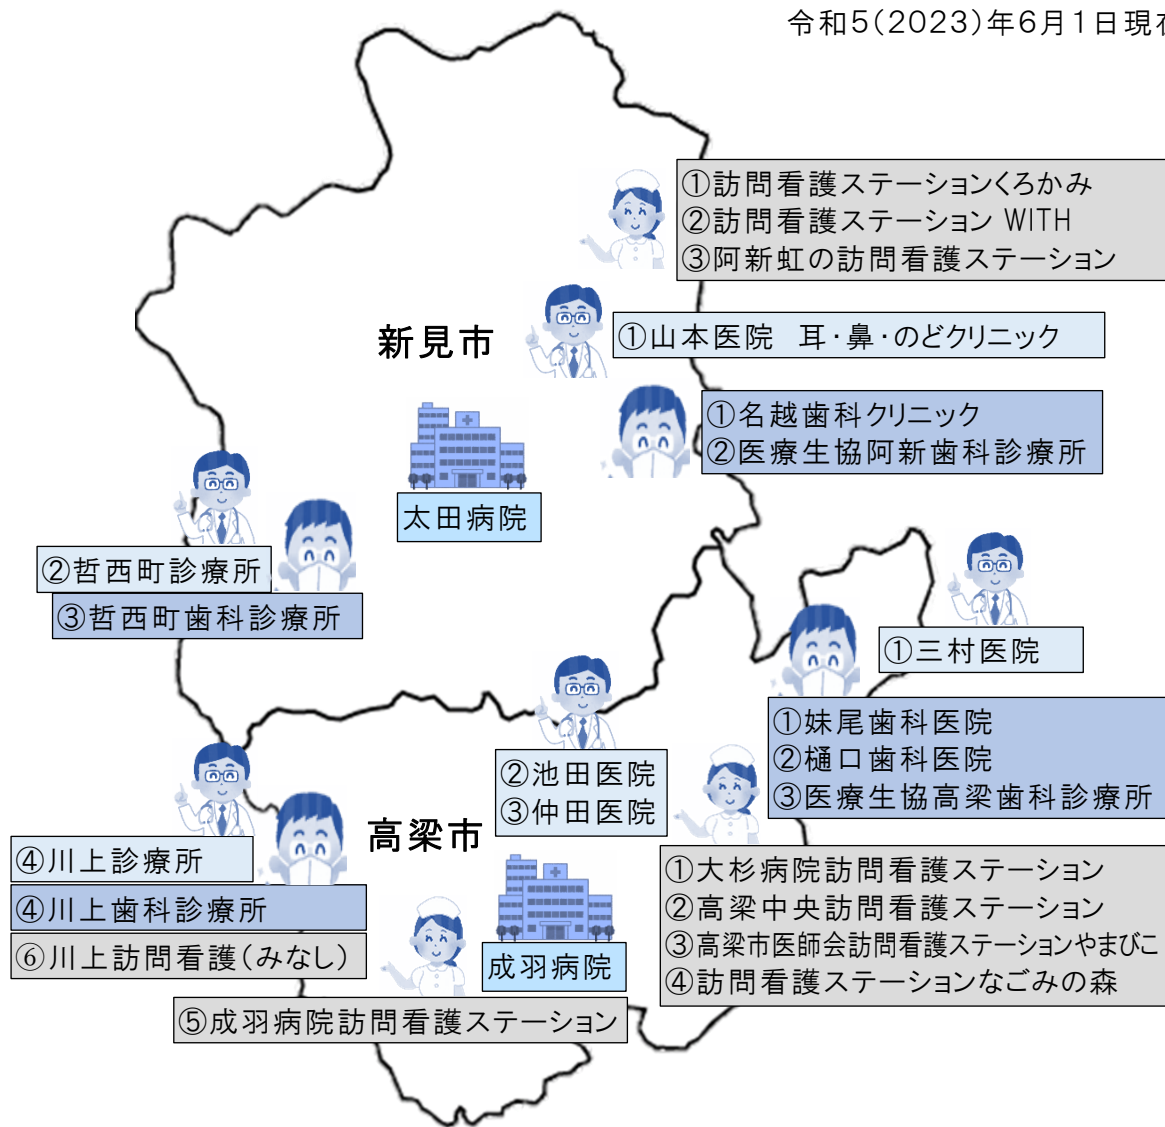 令和5(2023)年6月1日現在
①訪問看護ステーションくろかみ
②訪問看護ステーション WITH
③阿新虹の訪問看護ステーション
新見市
①山本医院　耳・鼻・のどクリニック
①名越歯科クリニック
②医療生協阿新歯科診療所
太田病院
②哲西町診療所
③哲西町歯科診療所
①三村医院
①妹尾歯科医院
②樋口歯科医院
③医療生協高梁歯科診療所
②池田医院
③仲田医院
高梁市
④川上診療所
④川上歯科診療所
⑥川上訪問看護(みなし)
成羽病院
①大杉病院訪問看護ステーション
②高梁中央訪問看護ステーション
③高梁市医師会訪問看護ステーションやまびこ
④訪問看護ステーションなごみの森
⑤成羽病院訪問看護ステーション